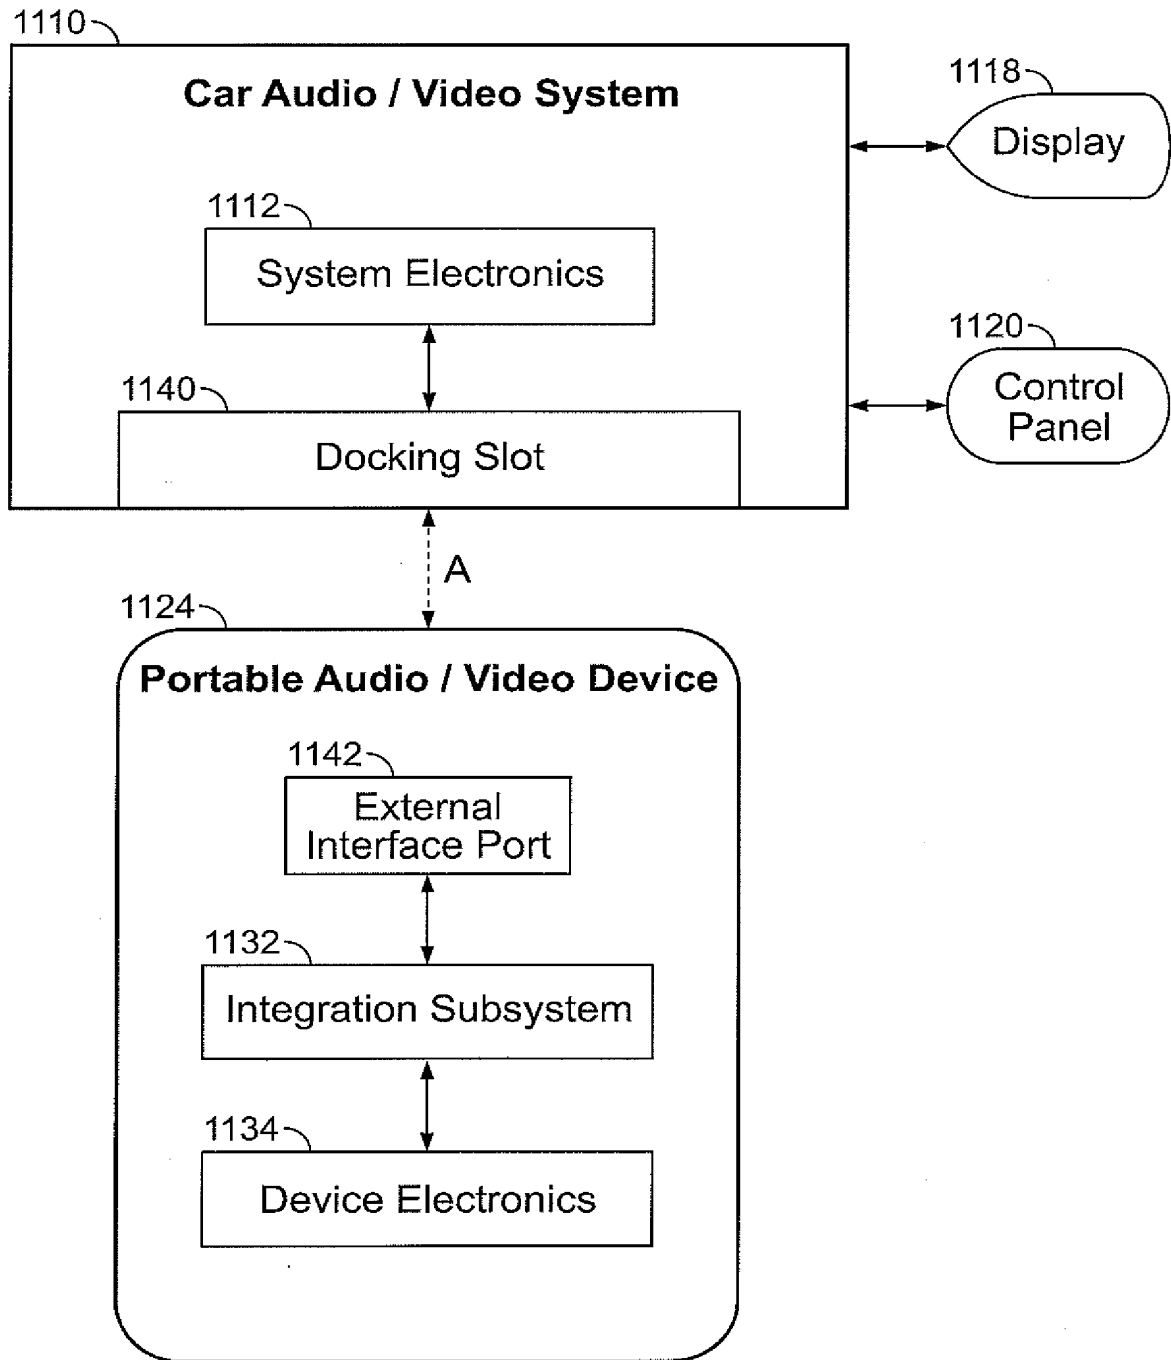 1110
Car Audio / Video System
1118
Display
1112
System Electronics
1120
Control
Panel
1140
Docking Slot
A
1124
Portable Audio / Video Device
1142
External
Interface Port
1132
Integration Subsystem
1134
Device Electronics